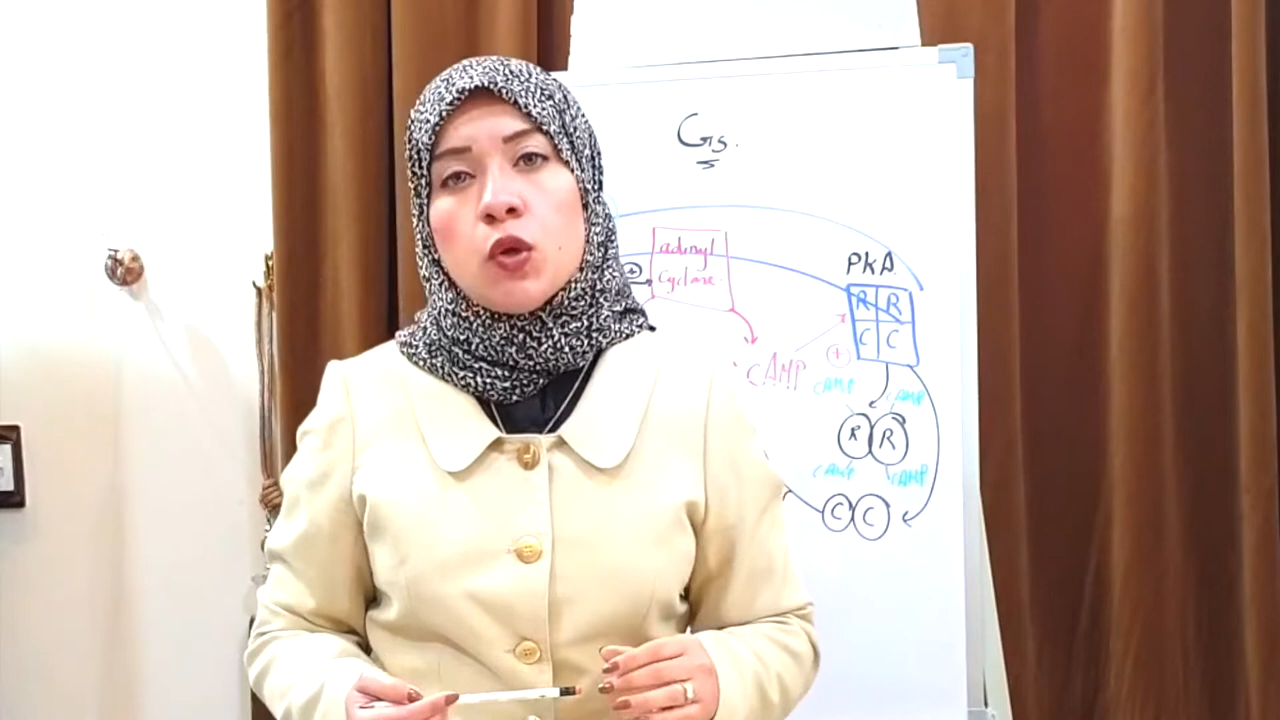 Gs.
adinyl
cyclase
PKA
R R
C C
+
cAMP
+
cAMP cAMP
R R
cAMP cAMP
C C